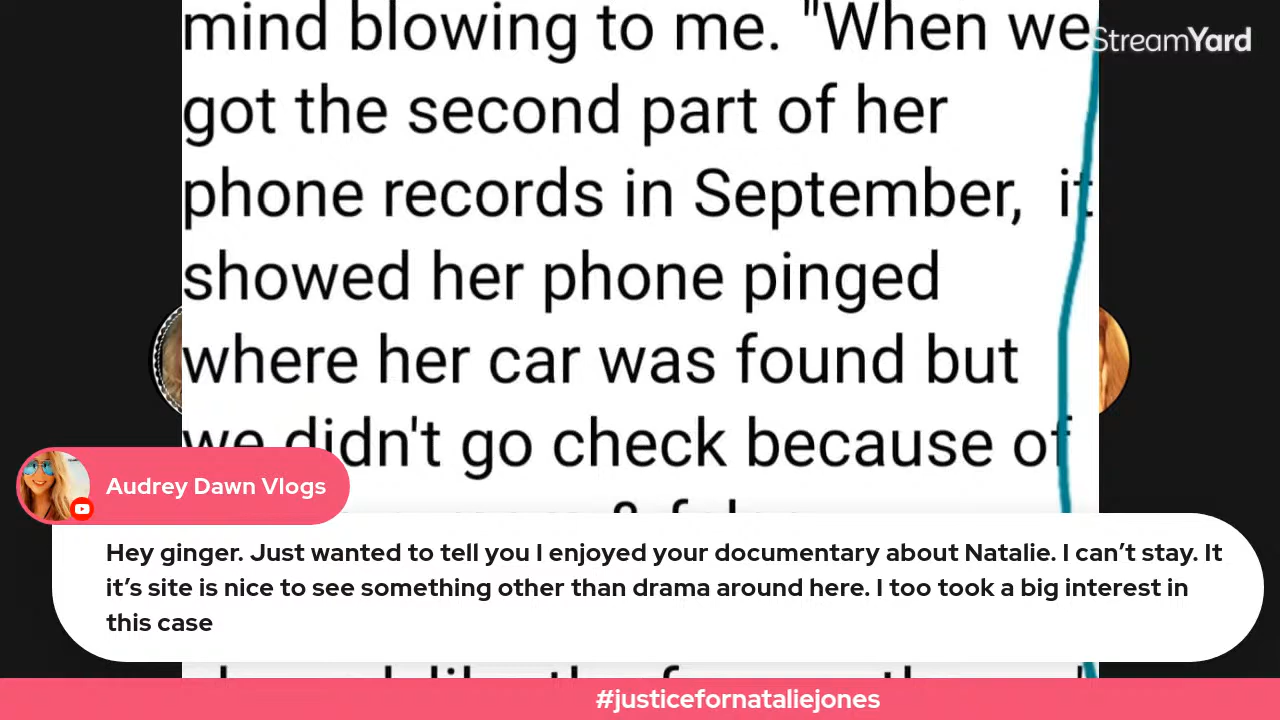 mind blowing to me. "When we
StreamYard
got the second part of her
phone records in September, it
showed her phone pinged
where her car was found but
we didn't go check because of
Audrey Dawn Vlogs
Hey ginger. Just wanted to tell you I enjoyed your documentary about Natalie. I can’t stay. It
it’s site is nice to see something other than drama around here. I too took a big interest in
this case
#justicefornataliejones